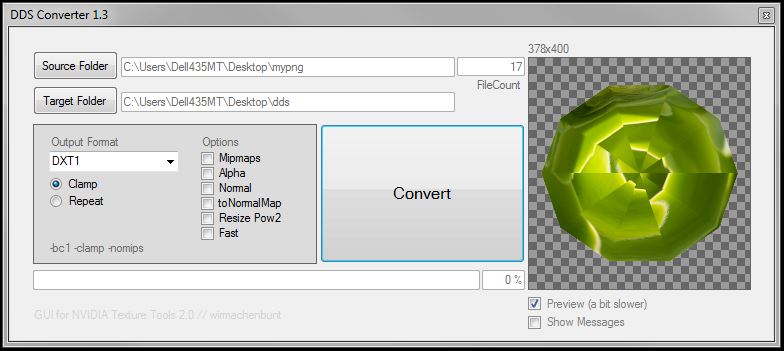 DDS Converter 1.3
Source Folder C:\Users\Dell435MT\Desktop\mypng 17
FileCount
Target Folder C:\Users\Dell435MT\Desktop\dds
378x400
Output Format
DXT1
Clamp
Repeat
-bc1 -clamp -nomips
Options
Mipmaps
Alpha
Normal
toNormalMap
Resize Pow2
Fast
Convert
0 %
Preview (a bit slower)
Show Messages
GUI for NVIDIA Texture Tools 2.0 // wirmachenbunt